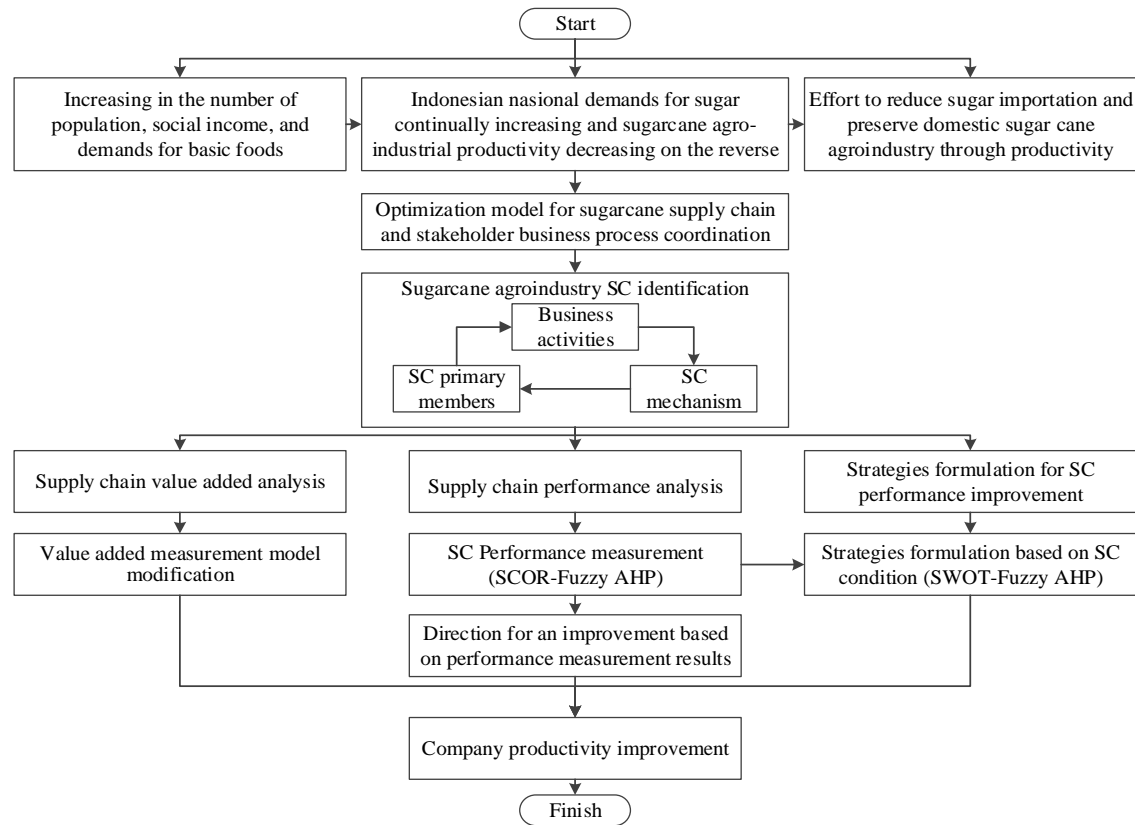 Start
Increasing in the number of
population, social income, and
demands for basic foods
Indonesian nasional demands for sugar
continually increasing and sugarcane agro-
industrial productivity decreasing on the reverse
Effort to reduce sugar importation and
preserve domestic sugar cane
agroindustry through productivity
Optimization model for sugarcane supply chain
and stakeholder business process coordination
Sugarcane agroindustry SC identification
Business
activities
SC primary
members
SC
mechanism
Supply chain value added analysis
Supply chain performance analysis
Strategies formulation for SC
performance improvement
Value added measurement model
modification
SC Performance measurement
(SCOR-Fuzzy AHP)
Strategies formulation based on SC
condition (SWOT-Fuzzy AHP)
Direction for an improvement based
on performance measurement results
Company productivity improvement
Finish